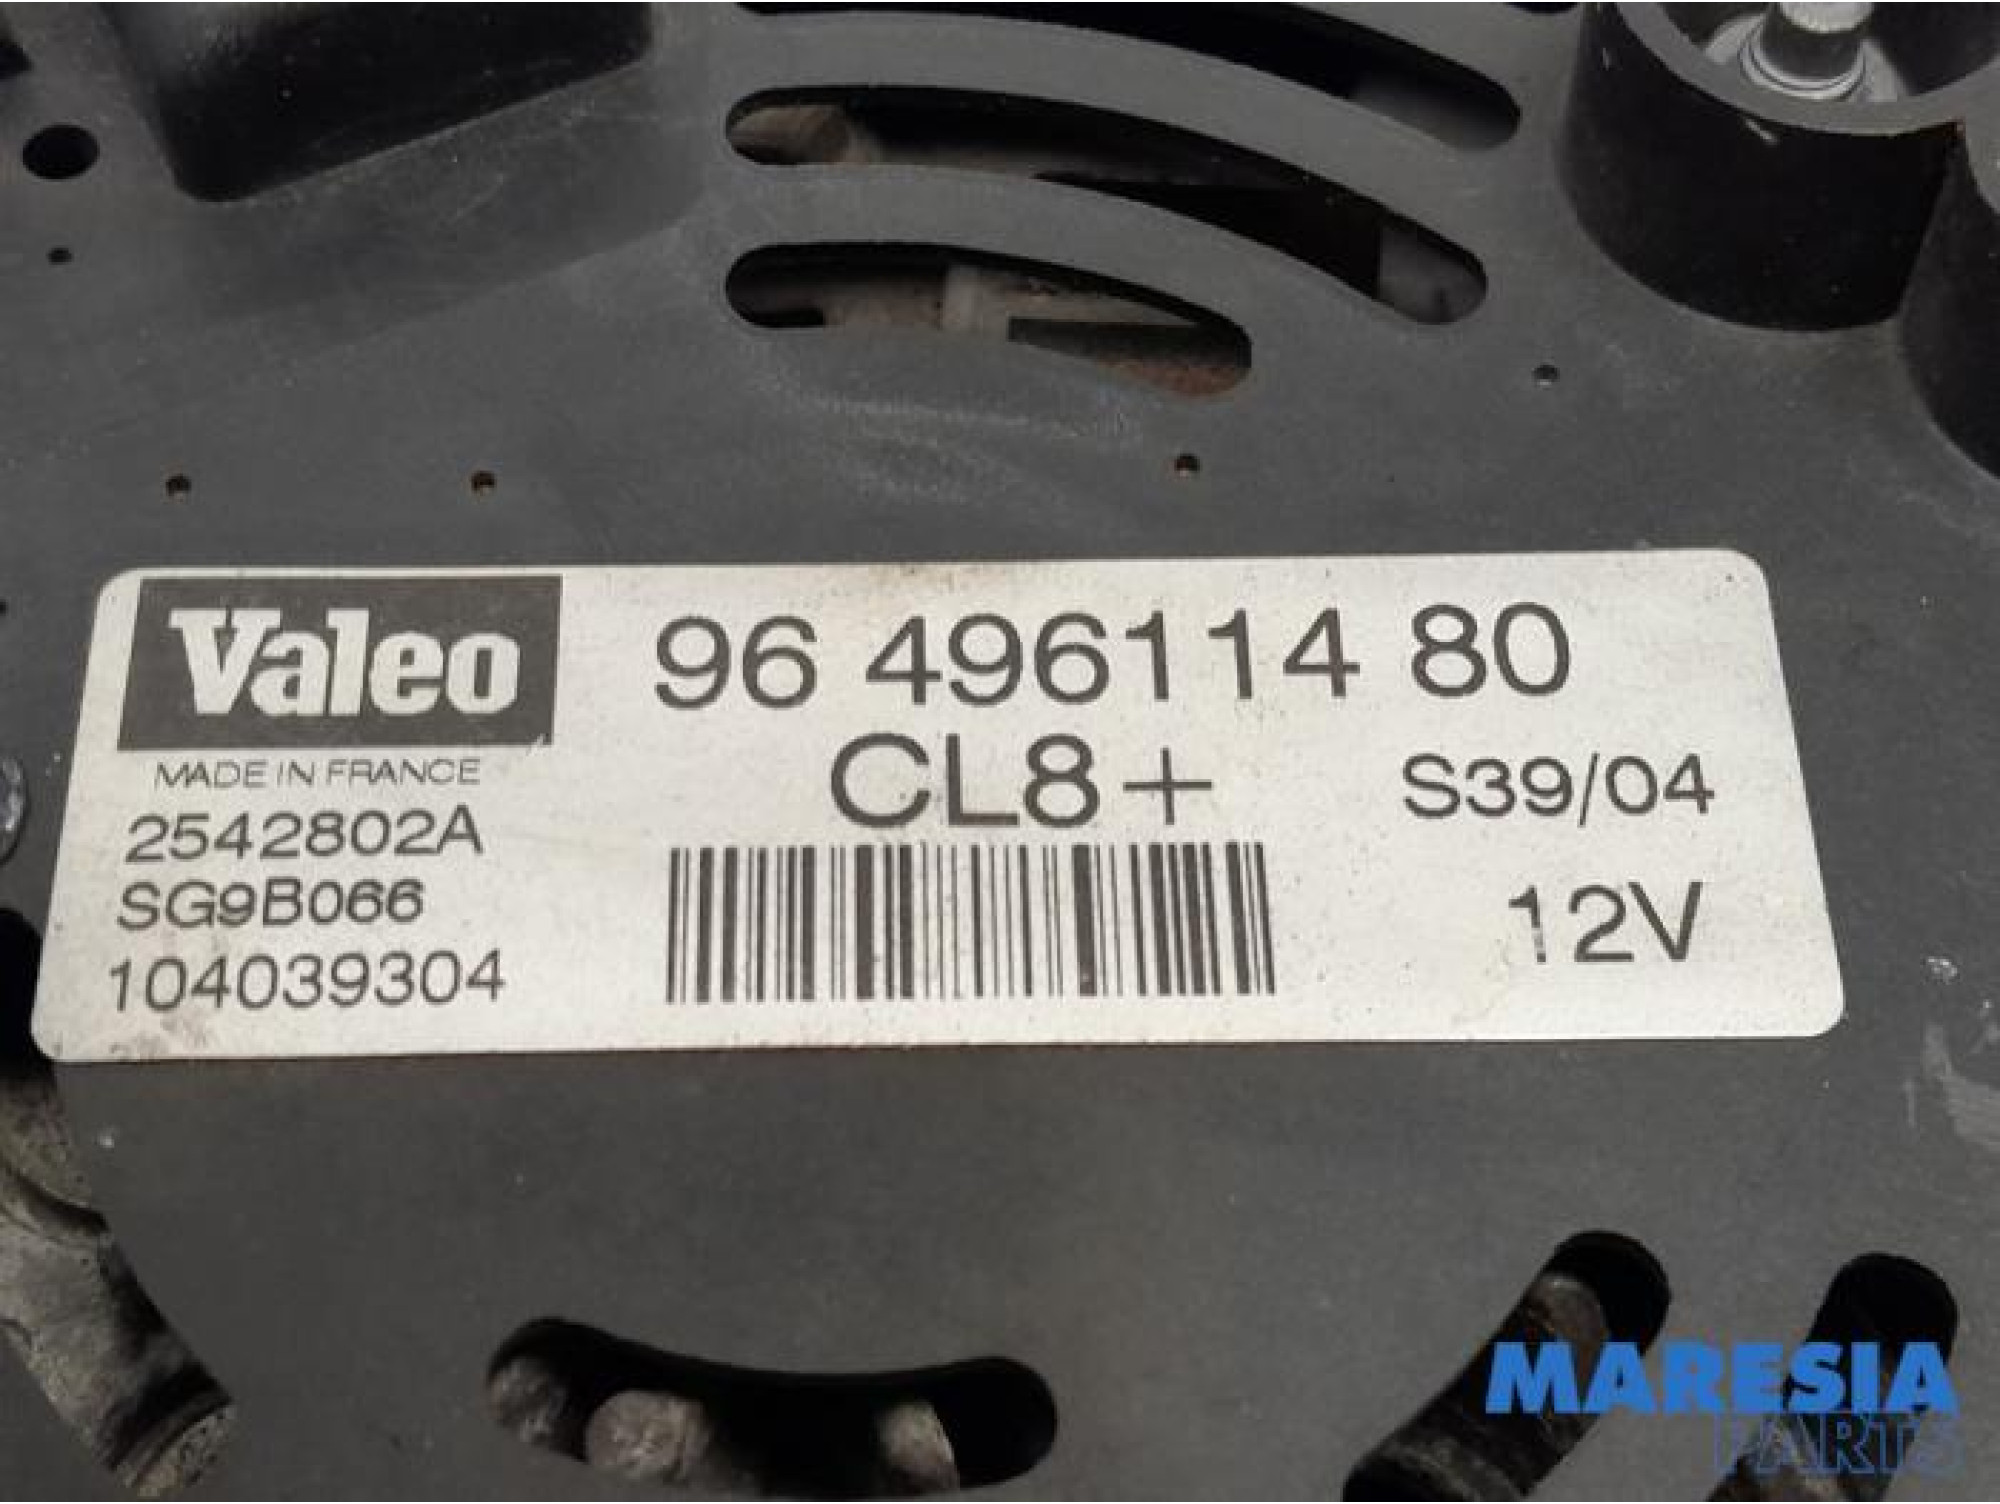 Valeo
MADE IN FRANCE
2542802A
SG9B066
104039304
96 496114 80
CL8+
S39/04
12V
MARESIA
PARTS